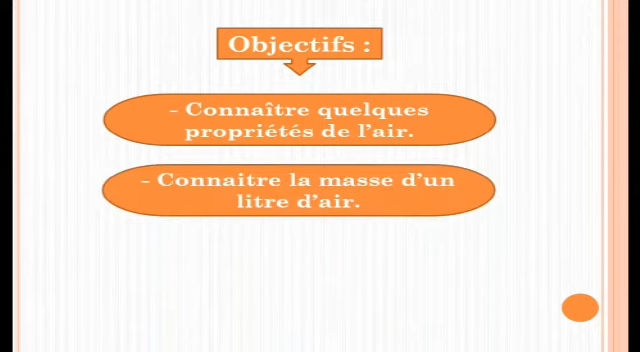 Objectifs :
- Connaître quelques
propriétés de l'air.
- Connaitre la masse d'un
litre d'air.